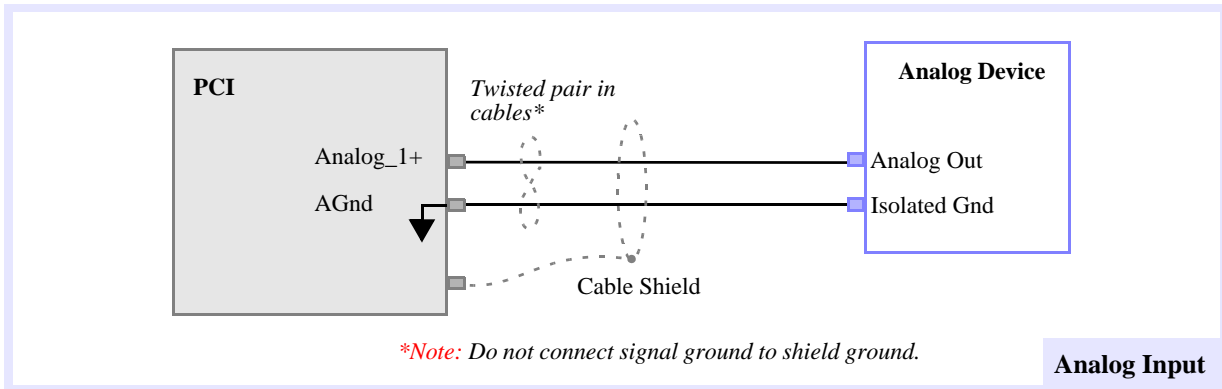 PCI
Analog Device
Twisted pair in
cables*
Analog_1+
Analog Out
AGnd
Isolated Gnd
Cable Shield
*Note: Do not connect signal ground to shield ground.
Analog Input